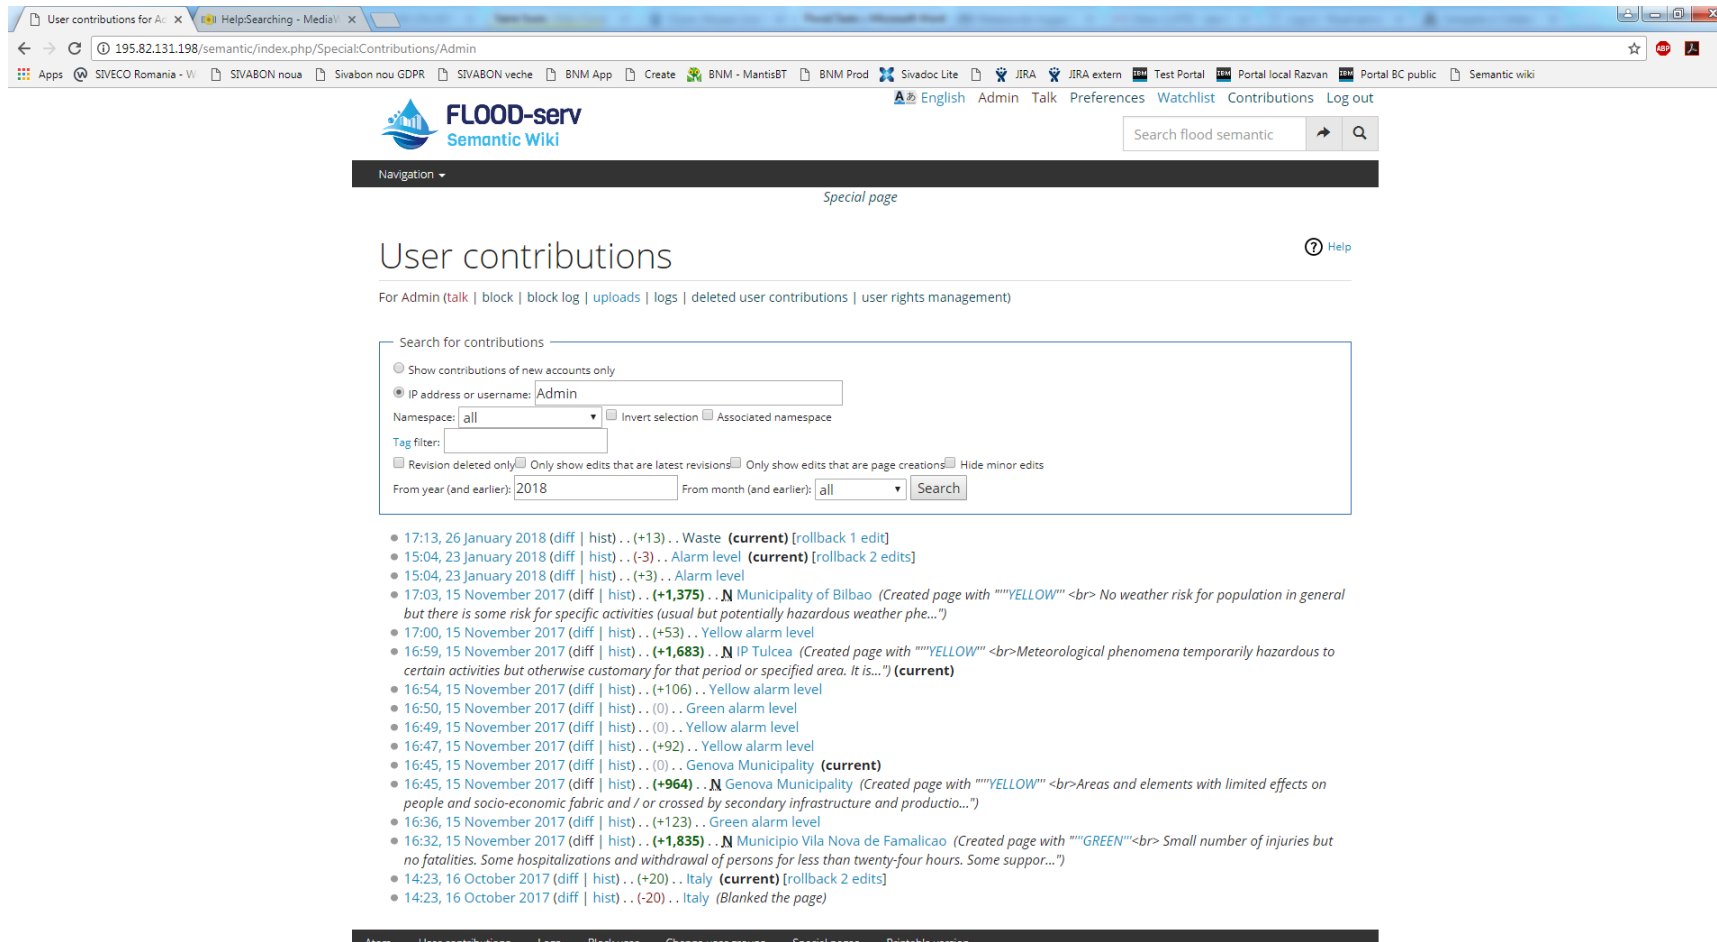 User contributions for Ac
Help:Searching - MediaW
195.82.131.198/semantic/index.php/Special:Contributions/Admin
ABP
Apps SIVECO Romania - W SIVABON noua Sivabon nou GDPR SIVABON veche BNM App Create BNM - MantisBT BNM Prod Sivadoc Lite JIRA JIRA extern Test Portal Portal local Razvan Portal BC public Semantic wiki
English Admin Talk Preferences Watchlist Contributions Log out
FLOOD-serv
Semantic Wiki
Search flood semantic
Navigation
Special page
User contributions
Help
For Admin (talk | block | block log | uploads | logs | deleted user contributions | user rights management)
Search for contributions
Show contributions of new accounts only
IP address or username: Admin
Namespace: all Invert selection Associated namespace
Tag filter:
Revision deleted only Only show edits that are latest revisions Only show edits that are page creations Hide minor edits
From year (and earlier): 2018 From month (and earlier): all Search
17:13, 26 January 2018 (diff | hist) . . (+13) . . Waste (current) [rollback 1 edit]
15:04, 23 January 2018 (diff | hist) . . (-3) . . Alarm level (current) [rollback 2 edits]
15:04, 23 January 2018 (diff | hist) . . (+3) . . Alarm level
17:03, 15 November 2017 (diff | hist) . . (+1,375) . . N Municipality of Bilbao (Created page with "'''YELLOW''' <br> No weather risk for population in general
but there is some risk for specific activities (usual but potentially hazardous weather phe...")
17:00, 15 November 2017 (diff | hist) . . (+53) . . Yellow alarm level
16:59, 15 November 2017 (diff | hist) . . (+1,683) . . N IP Tulcea (Created page with "'''YELLOW''' <br>Meteorological phenomena temporarily hazardous to
certain activities but otherwise customary for that period or specified area. It is...") (current)
16:54, 15 November 2017 (diff | hist) . . (+106) . . Yellow alarm level
16:50, 15 November 2017 (diff | hist) . . (0) . . Green alarm level
16:49, 15 November 2017 (diff | hist) . . (0) . . Yellow alarm level
16:47, 15 November 2017 (diff | hist) . . (+92) . . Yellow alarm level
16:45, 15 November 2017 (diff | hist) . . (0) . . Genova Municipality (current)
16:45, 15 November 2017 (diff | hist) . . (+964) . . N Genova Municipality (Created page with "'''YELLOW''' <br>Areas and elements with limited effects on
people and socio-economic fabric and / or crossed by secondary infrastructure and productio...")
16:36, 15 November 2017 (diff | hist) . . (+123) . . Green alarm level
16:32, 15 November 2017 (diff | hist) . . (+1,835) . . N Municipio Vila Nova de Famalicao (Created page with "'''GREEN'''<br> Small number of injuries but
no fatalities. Some hospitalizations and withdrawal of persons for less than twenty-four hours. Some suppor...")
14:23, 16 October 2017 (diff | hist) . . (+20) . . Italy (current) [rollback 2 edits]
14:23, 16 October 2017 (diff | hist) . . (-20) . . Italy (Blanked the page)
Atom User contributions Logs Block user Change user groups Special pages Printable version